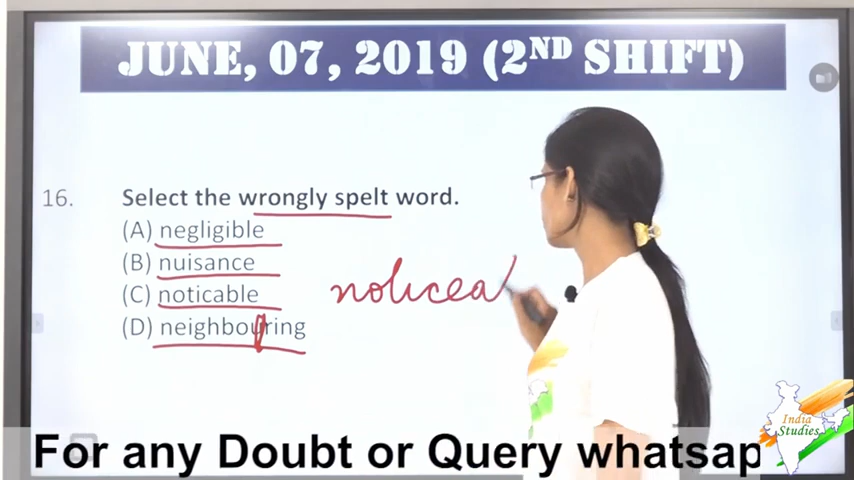 JUNE, 07, 2019 (2ND SHIFT)
16. Select the wrongly spelt word.
(A) negligible
(B) nuisance
(C) noticable
(D) neighbouring
noticea
India
Studies
For any Doubt or Query whatsap